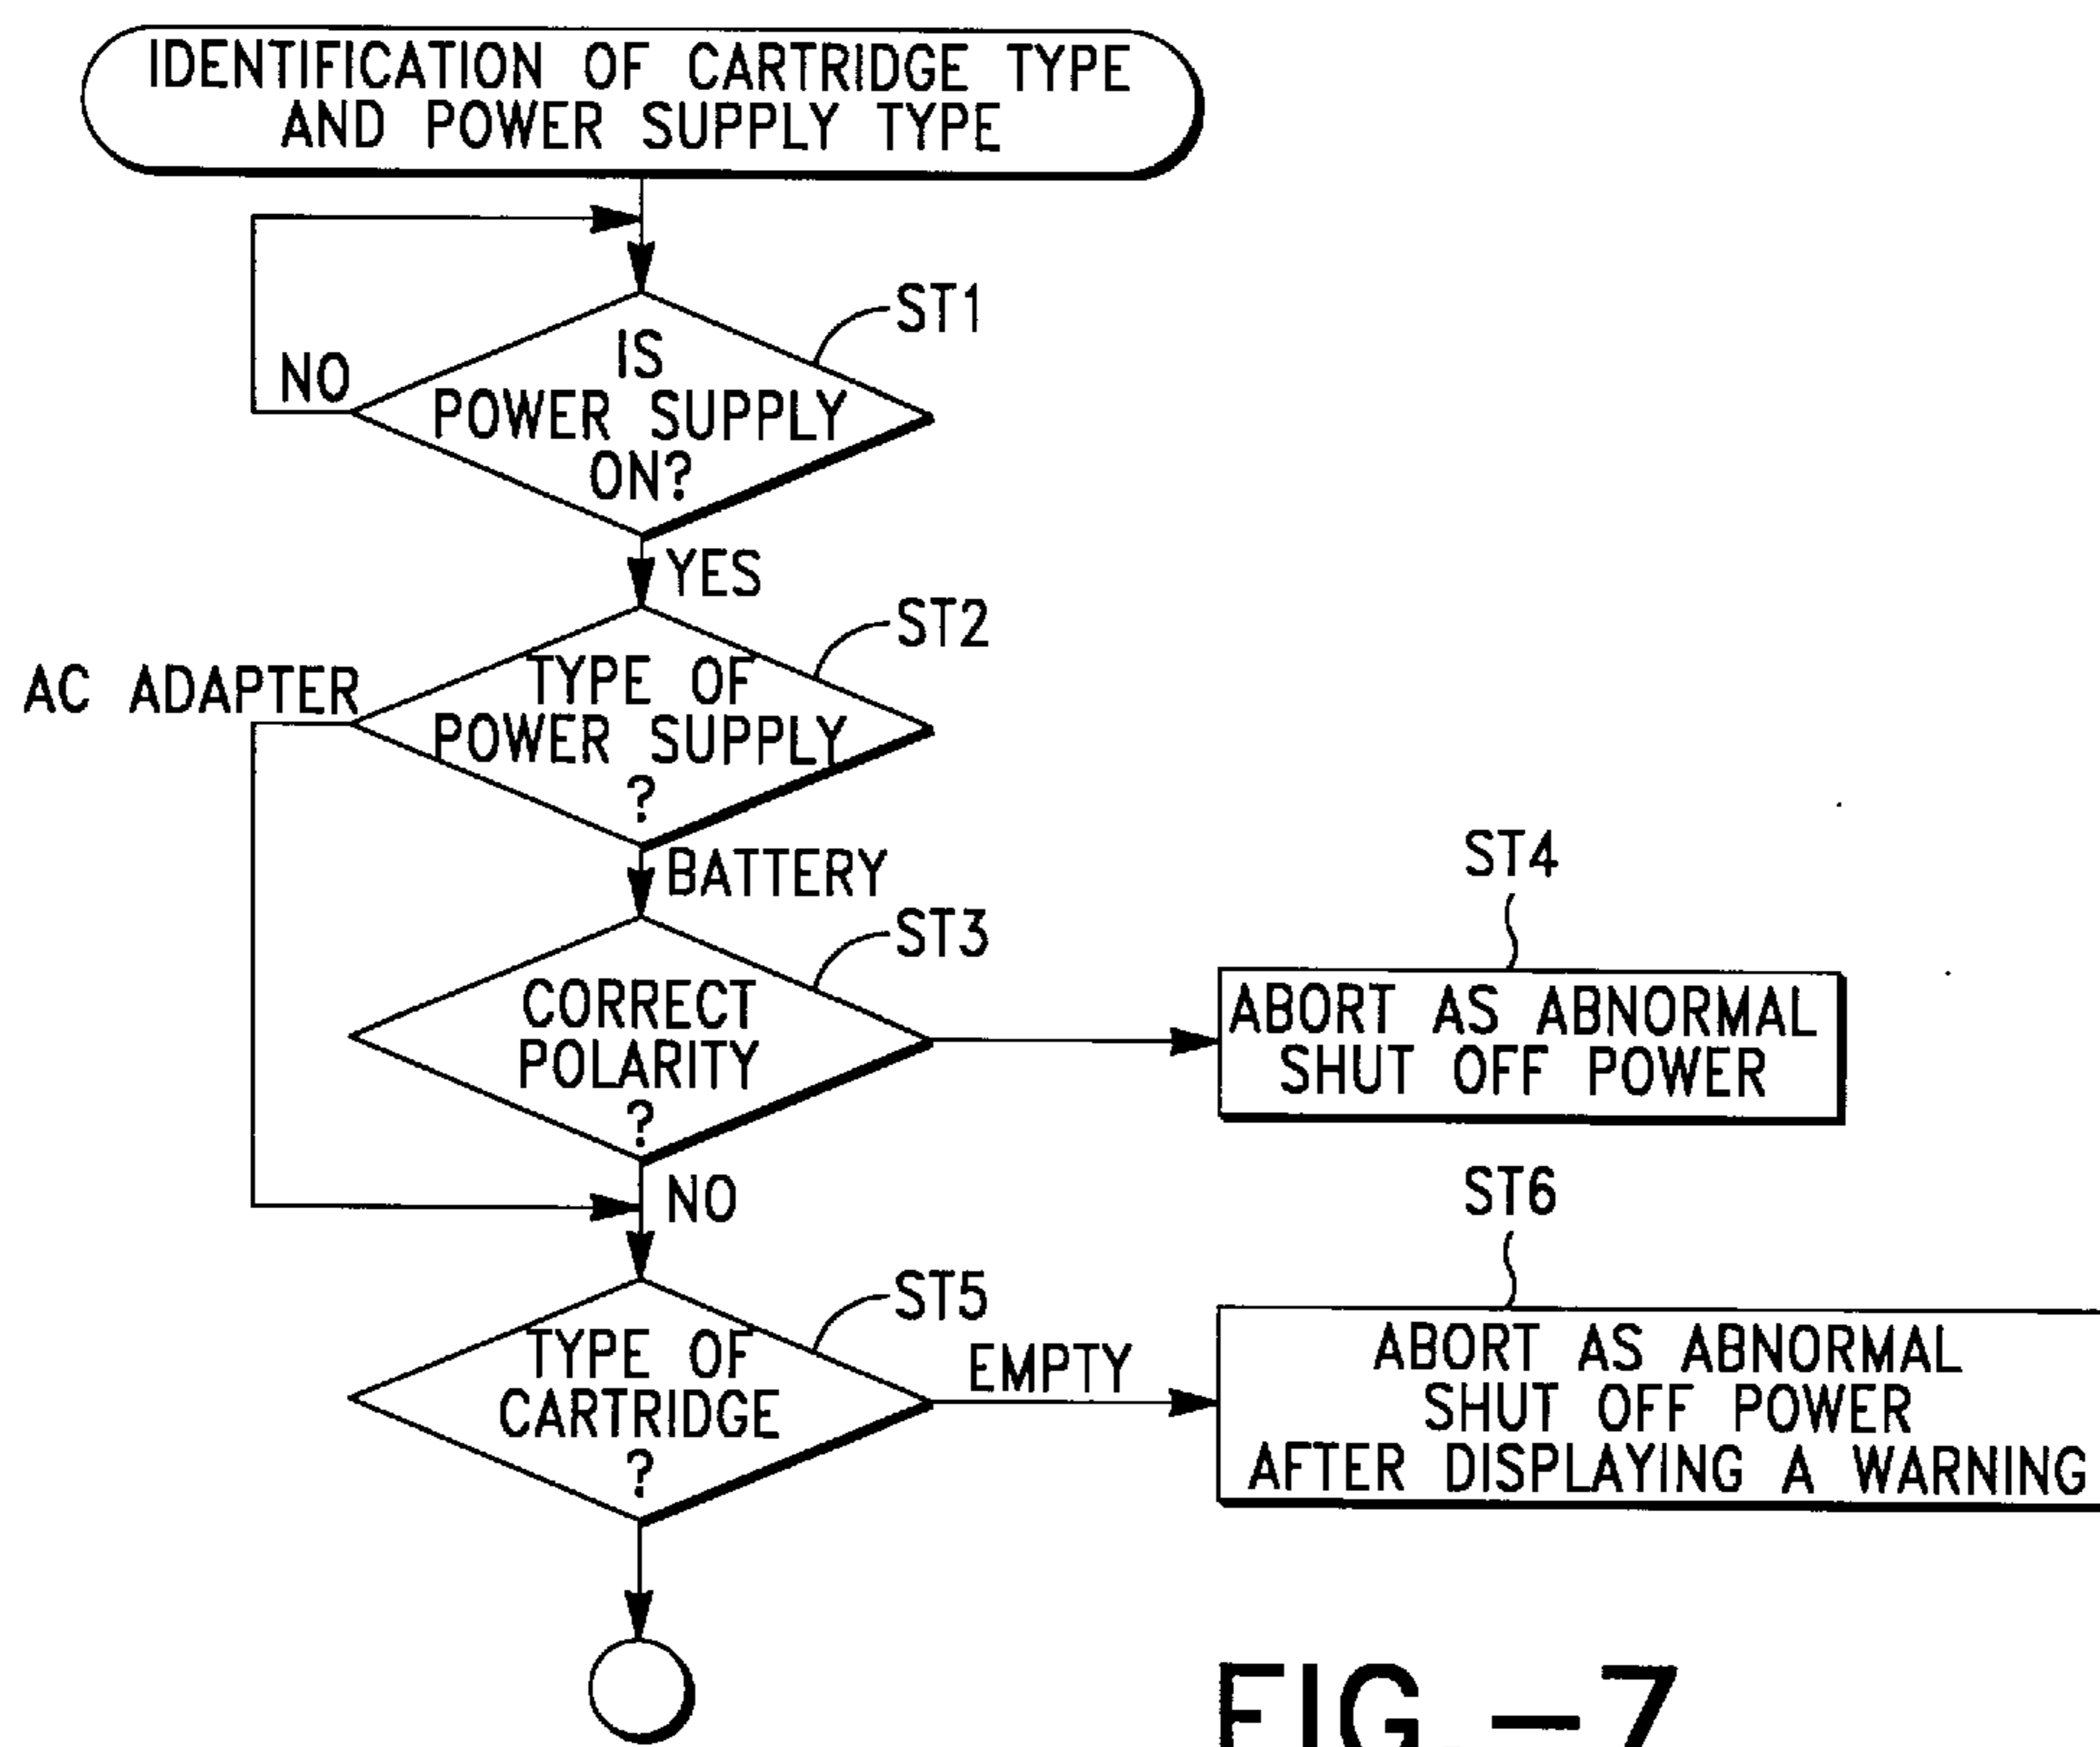 IDENTIFICATION OF CARTRIDGE TYPE
AND POWER SUPPLY TYPE
ST1
IS
POWER SUPPLY
ON?
NO
YES
ST2
AC ADAPTER
TYPE OF
POWER SUPPLY
?
BATTERY
ST3
CORRECT
POLARITY
?
ST4
ABORT AS ABNORMAL
SHUT OFF POWER
NO
ST5
TYPE OF
CARTRIDGE
?
EMPTY
ST6
ABORT AS ABNORMAL
SHUT OFF POWER
AFTER DISPLAYING A WARNING
FIG.-7